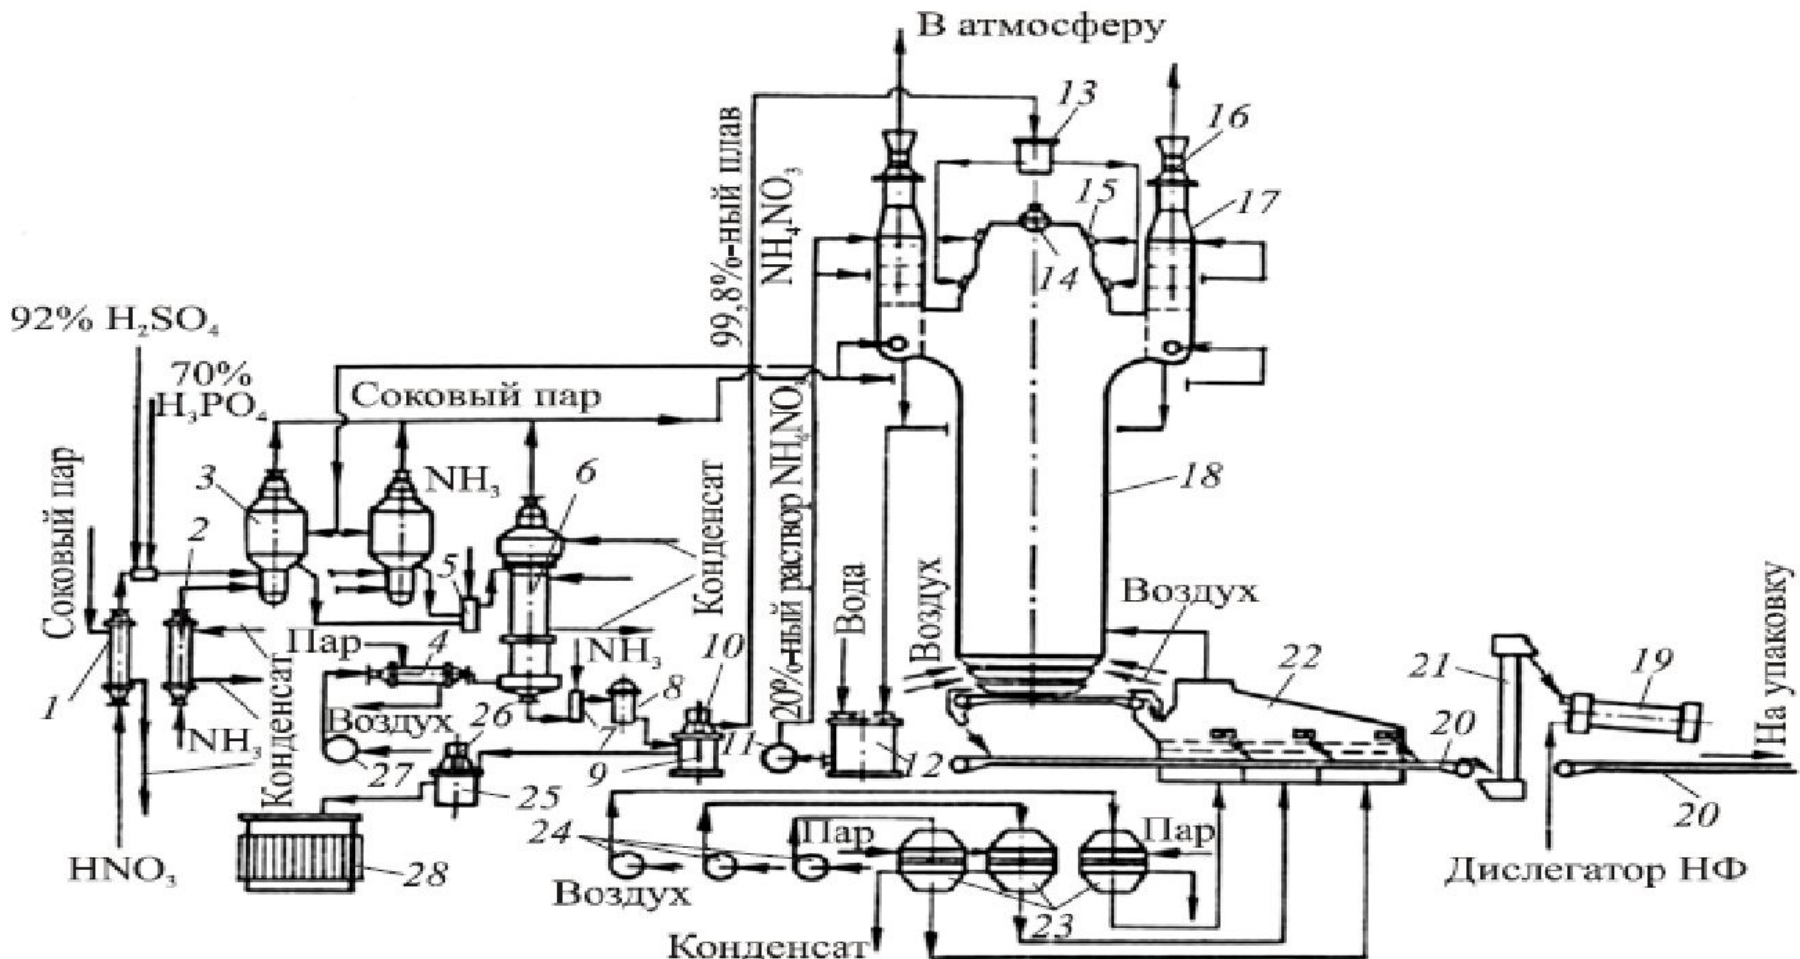 В атмосферу
13
16
99,8%-ный плав
NH4NO3
15
17
14
92% H2SO4
70%
H3PO4
Соковый пар
Соковый пар
3
NH3
6
Конденсат
20%-ный раствор NH4NO3
18
2
5
Вода
Воздух
Воздух
На упаковку
Пар
4
NH3
10
22
21
19
1
8
Воздух
26
NH3
Конденсат
27
7
9
11
12
20
25
20
24
Пар
Пар
HNO3
28
Воздух
23
Дислегатор НФ
Конденсат